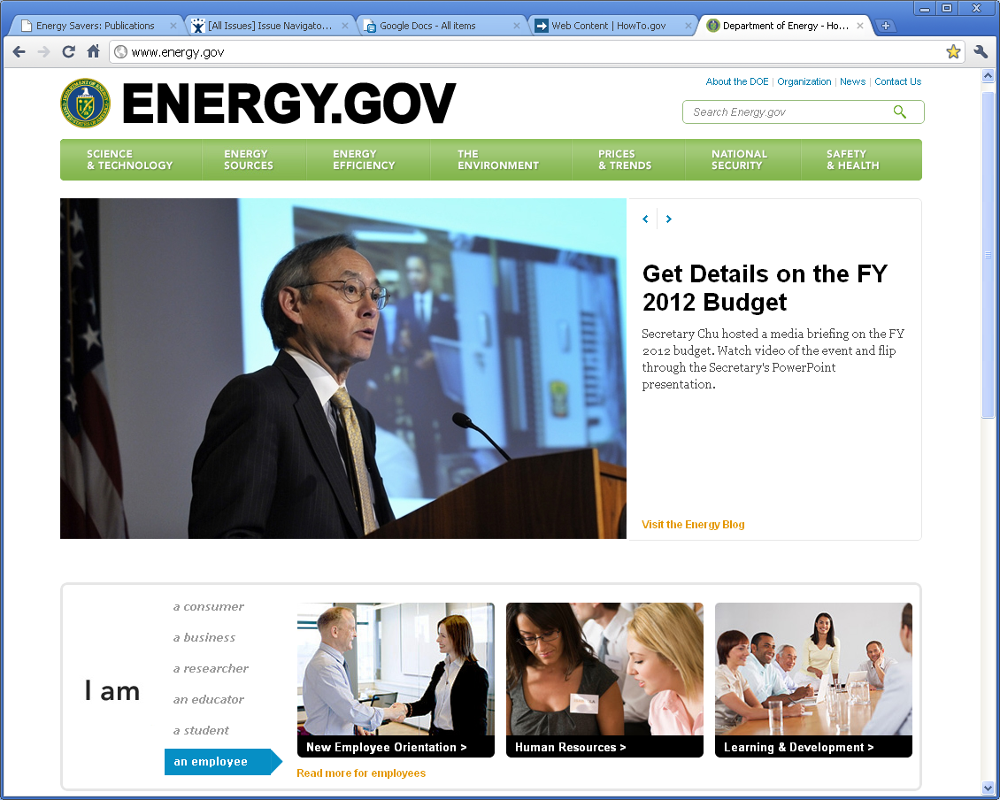 Energy Savers: Publications
[All Issues] Issue Navigato...
Google Docs - All items
Web Content | HowTo.gov
Department of Energy - Ho...
www.energy.gov
ENERGY.GOV
About the DOE | Organization | News | Contact Us
Search Energy.gov
SCIENCE
& TECHNOLOGY
ENERGY
SOURCES
ENERGY
EFFICIENCY
THE
ENVIRONMENT
PRICES
& TRENDS
NATIONAL
SECURITY
SAFETY
& HEALTH
Get Details on the FY
2012 Budget
Secretary Chu hosted a media briefing on the FY
2012 budget. Watch video of the event and flip
through the Secretary's PowerPoint
presentation.
Visit the Energy Blog
I am
a consumer
a business
a researcher
an educator
a student
an employee
New Employee Orientation >
Human Resources >
Learning & Development >
Read more for employees